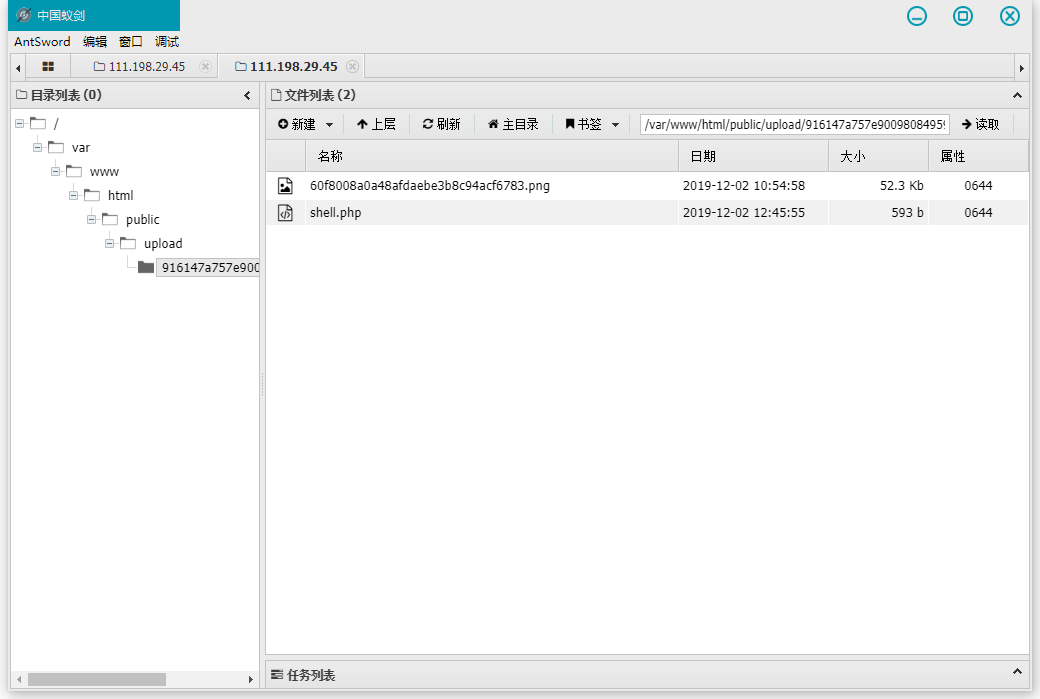 中国蚁剑
AntSword 编辑 窗口 调试
111.198.29.45 111.198.29.45
目录列表 (0) 文件列表 (2)
新建 上层 刷新 主目录 书签 /var/www/html/public/upload/916147a757e9009808495 读取
/
var
www
html
public
upload
916147a757e900
名称 日期 大小 属性
60f8008a0a48afdaebe3b8c94acf6783.png 2019-12-02 10:54:58 52.3 Kb 0644
shell.php 2019-12-02 12:45:55 593 b 0644
任务列表